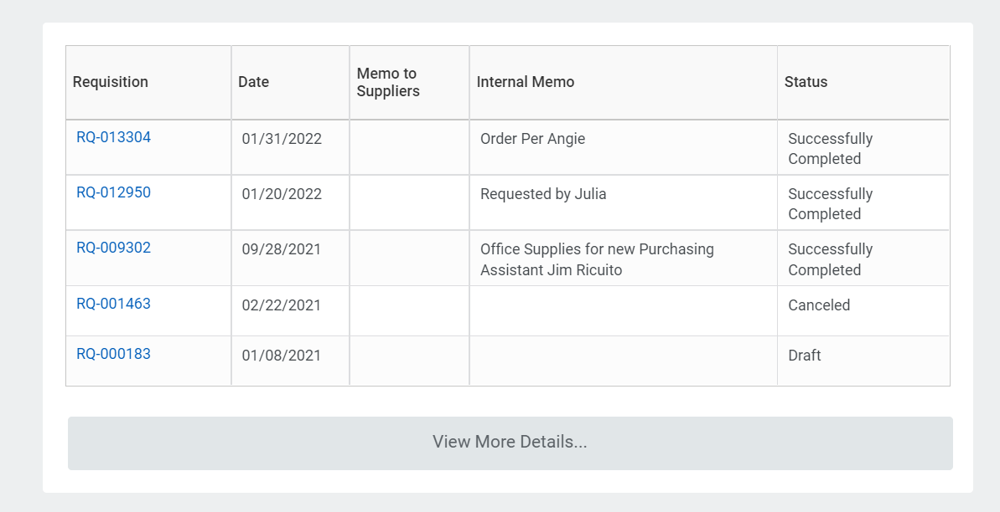 Requisition Date Memo to Suppliers Internal Memo Status
RQ-013304 01/31/2022 Order Per Angie Successfully Completed
RQ-012950 01/20/2022 Requested by Julia Successfully Completed
RQ-009302 09/28/2021 Office Supplies for new Purchasing Assistant Jim Ricuito Successfully Completed
RQ-001463 02/22/2021 Canceled
RQ-000183 01/08/2021 Draft
View More Details...